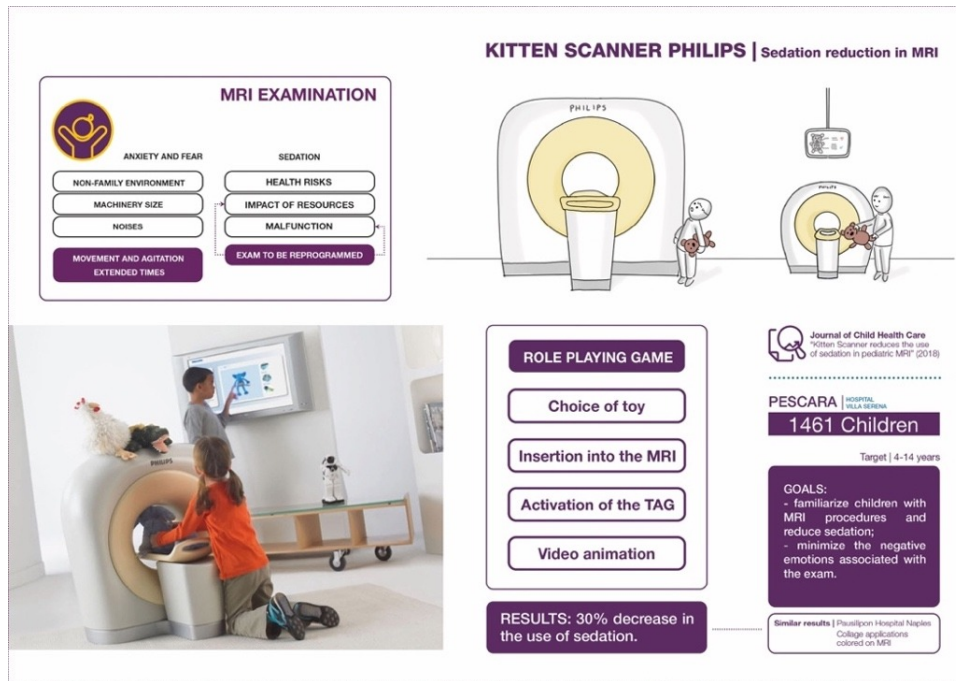 KITTEN SCANNER PHILIPS | Sedation reduction in MRI
MRI EXAMINATION
ANXIETY AND FEAR
NON-FAMILY ENVIRONMENT
MACHINERY SIZE
NOISES
MOVEMENT AND AGITATION
EXTENDED TIMES
SEDATION
HEALTH RISKS
IMPACT OF RESOURCES
MALFUNCTION
EXAM TO BE REPROGRAMMED
PHILIPS
PHILIPS
PHILIPS
ROLE PLAYING GAME
Choice of toy
Insertion into the MRI
Activation of the TAG
Video animation
RESULTS: 30% decrease in
the use of sedation.
Journal of Child Health Care
"Kitten Scanner reduces the use
of sedation in pediatric MRI" (2018)
PESCARA | HOSPITAL
VILLA SERENA
1461 Children
Target | 4-14 years
GOALS:
- familiarize children with
MRI procedures and
reduce sedation;
- minimize the negative
emotions associated with
the exam.
Similar results | Pausilipon Hospital Naples
Collage applications
colored on MRI